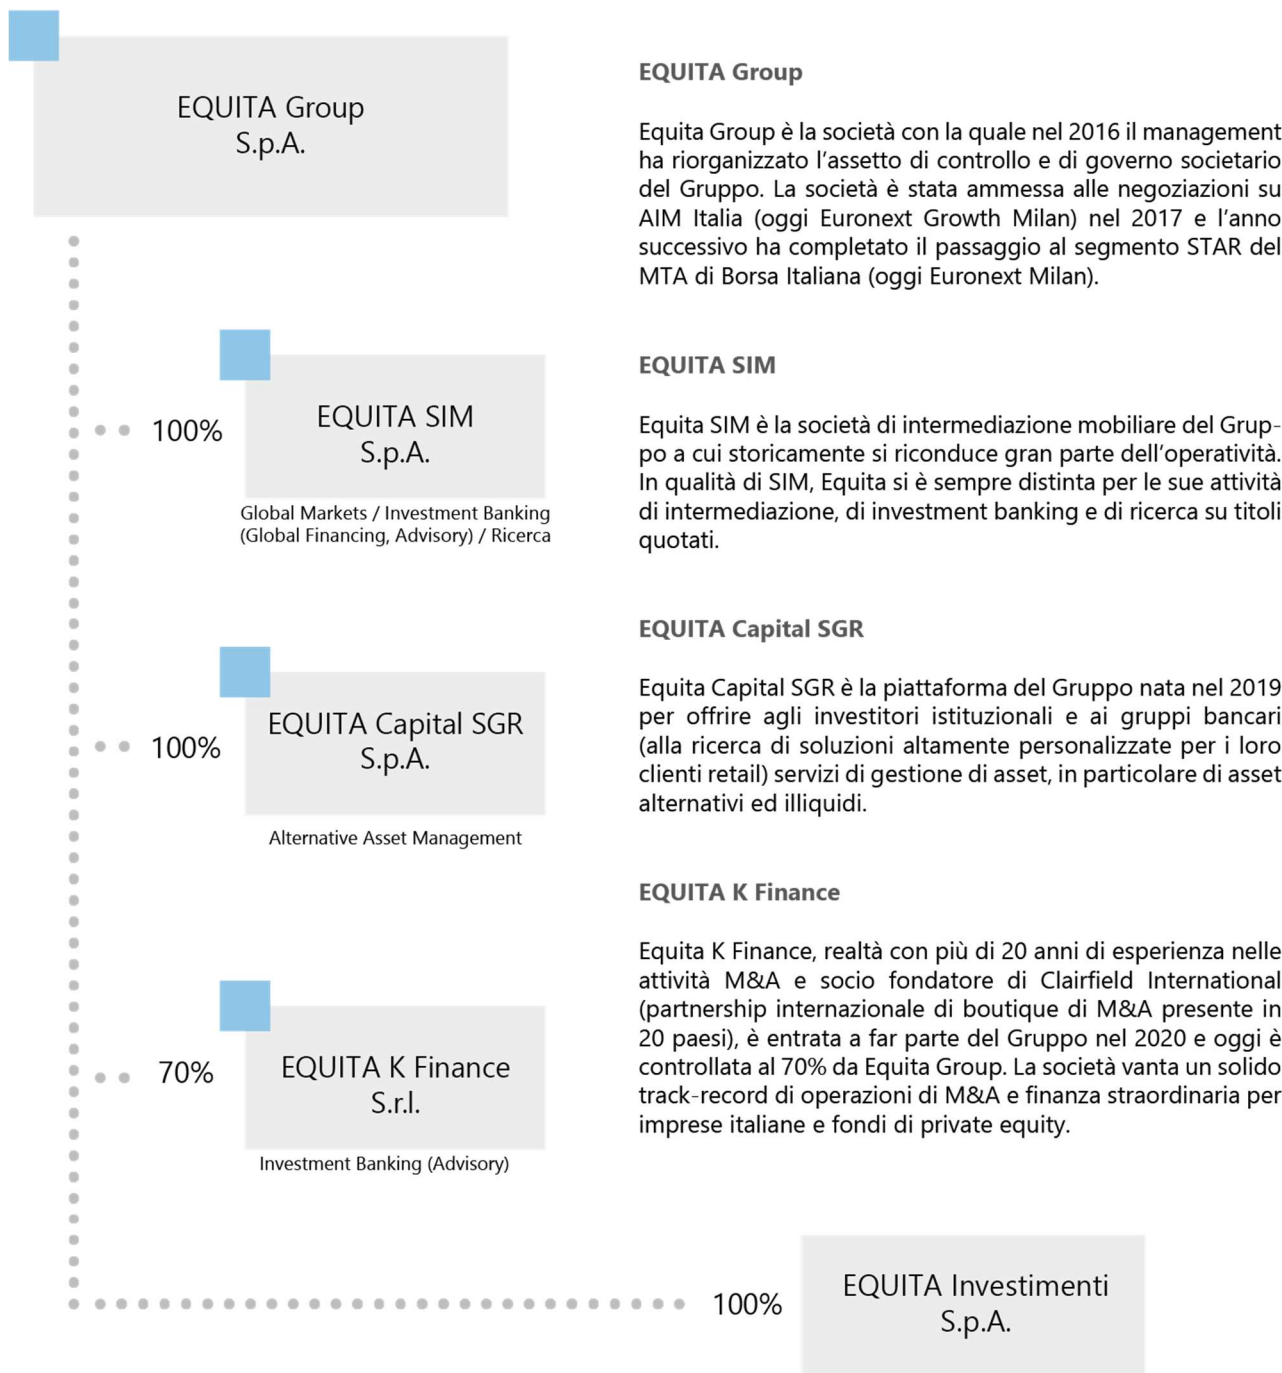 EQUITA Group
S.p.A.
EQUITA Group
Equita Group è la società con la quale nel 2016 il management
ha riorganizzato l'assetto di controllo e di governo societario
del Gruppo. La società è stata ammessa alle negoziazioni su
AIM Italia (oggi Euronext Growth Milan) nel 2017 e l'anno
successivo ha completato il passaggio al segmento STAR del
MTA di Borsa Italiana (oggi Euronext Milan).
100%
EQUITA SIM
S.p.A.
Global Markets / Investment Banking
(Global Financing, Advisory) / Ricerca
EQUITA SIM
Equita SIM è la società di intermediazione mobiliare del Grup-
po a cui storicamente si riconduce gran parte dell'operatività.
In qualità di SIM, Equita si è sempre distinta per le sue attività
di intermediazione, di investment banking e di ricerca su titoli
quotati.
100%
EQUITA Capital SGR
S.p.A.
Alternative Asset Management
EQUITA Capital SGR
Equita Capital SGR è la piattaforma del Gruppo nata nel 2019
per offrire agli investitori istituzionali e ai gruppi bancari
(alla ricerca di soluzioni altamente personalizzate per i loro
clienti retail) servizi di gestione di asset, in particolare di asset
alternativi ed illiquidi.
70%
EQUITA K Finance
S.r.l.
Investment Banking (Advisory)
EQUITA K Finance
Equita K Finance, realtà con più di 20 anni di esperienza nelle
attività M&A e socio fondatore di Clairfield International
(partnership internazionale di boutique di M&A presente in
20 paesi), è entrata a far parte del Gruppo nel 2020 e oggi è
controllata al 70% da Equita Group. La società vanta un solido
track-record di operazioni di M&A e finanza straordinaria per
imprese italiane e fondi di private equity.
100%
EQUITA Investimenti
S.p.A.